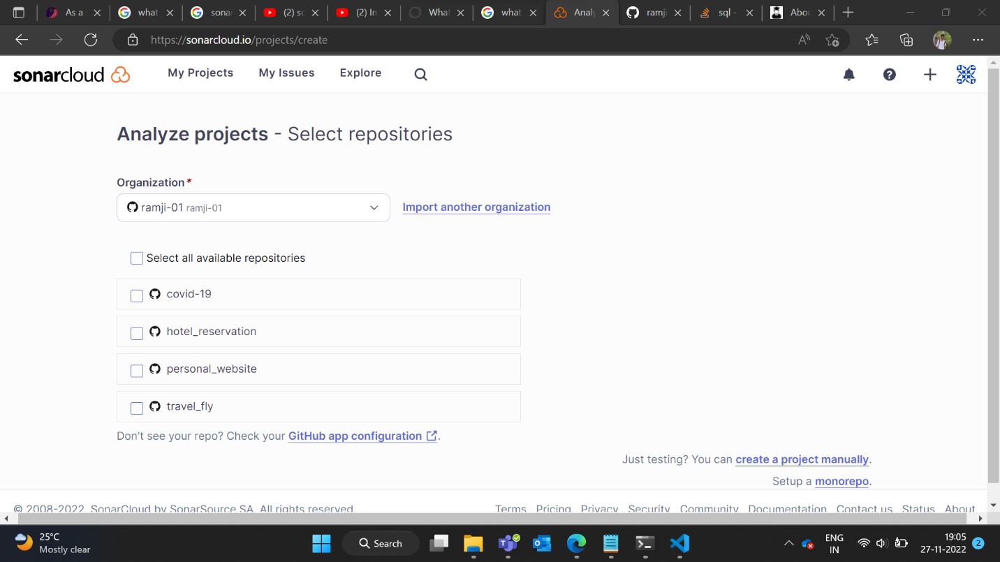 As a
what
sonar
(2) sc
(2) In
What
what
Analy
ramji
sql -
Abou
https://sonarcloud.io/projects/create
sonarcloud My Projects My Issues Explore
Analyze projects - Select repositories
Organization*
ramji-01 ramji-01 Import another organization
Select all available repositories
covid-19
hotel_reservation
personal_website
travel_fly
Don't see your repo? Check your GitHub app configuration.
Just testing? You can create a project manually.
Setup a monorepo.
© 2008-2022, SonarCloud by SonarSource SA. All rights reserved. Terms Pricing Privacy Security Community Documentation Contact us Status About
25°C
Mostly clear
Search
ENG
IN
19:05
27-11-2022
2